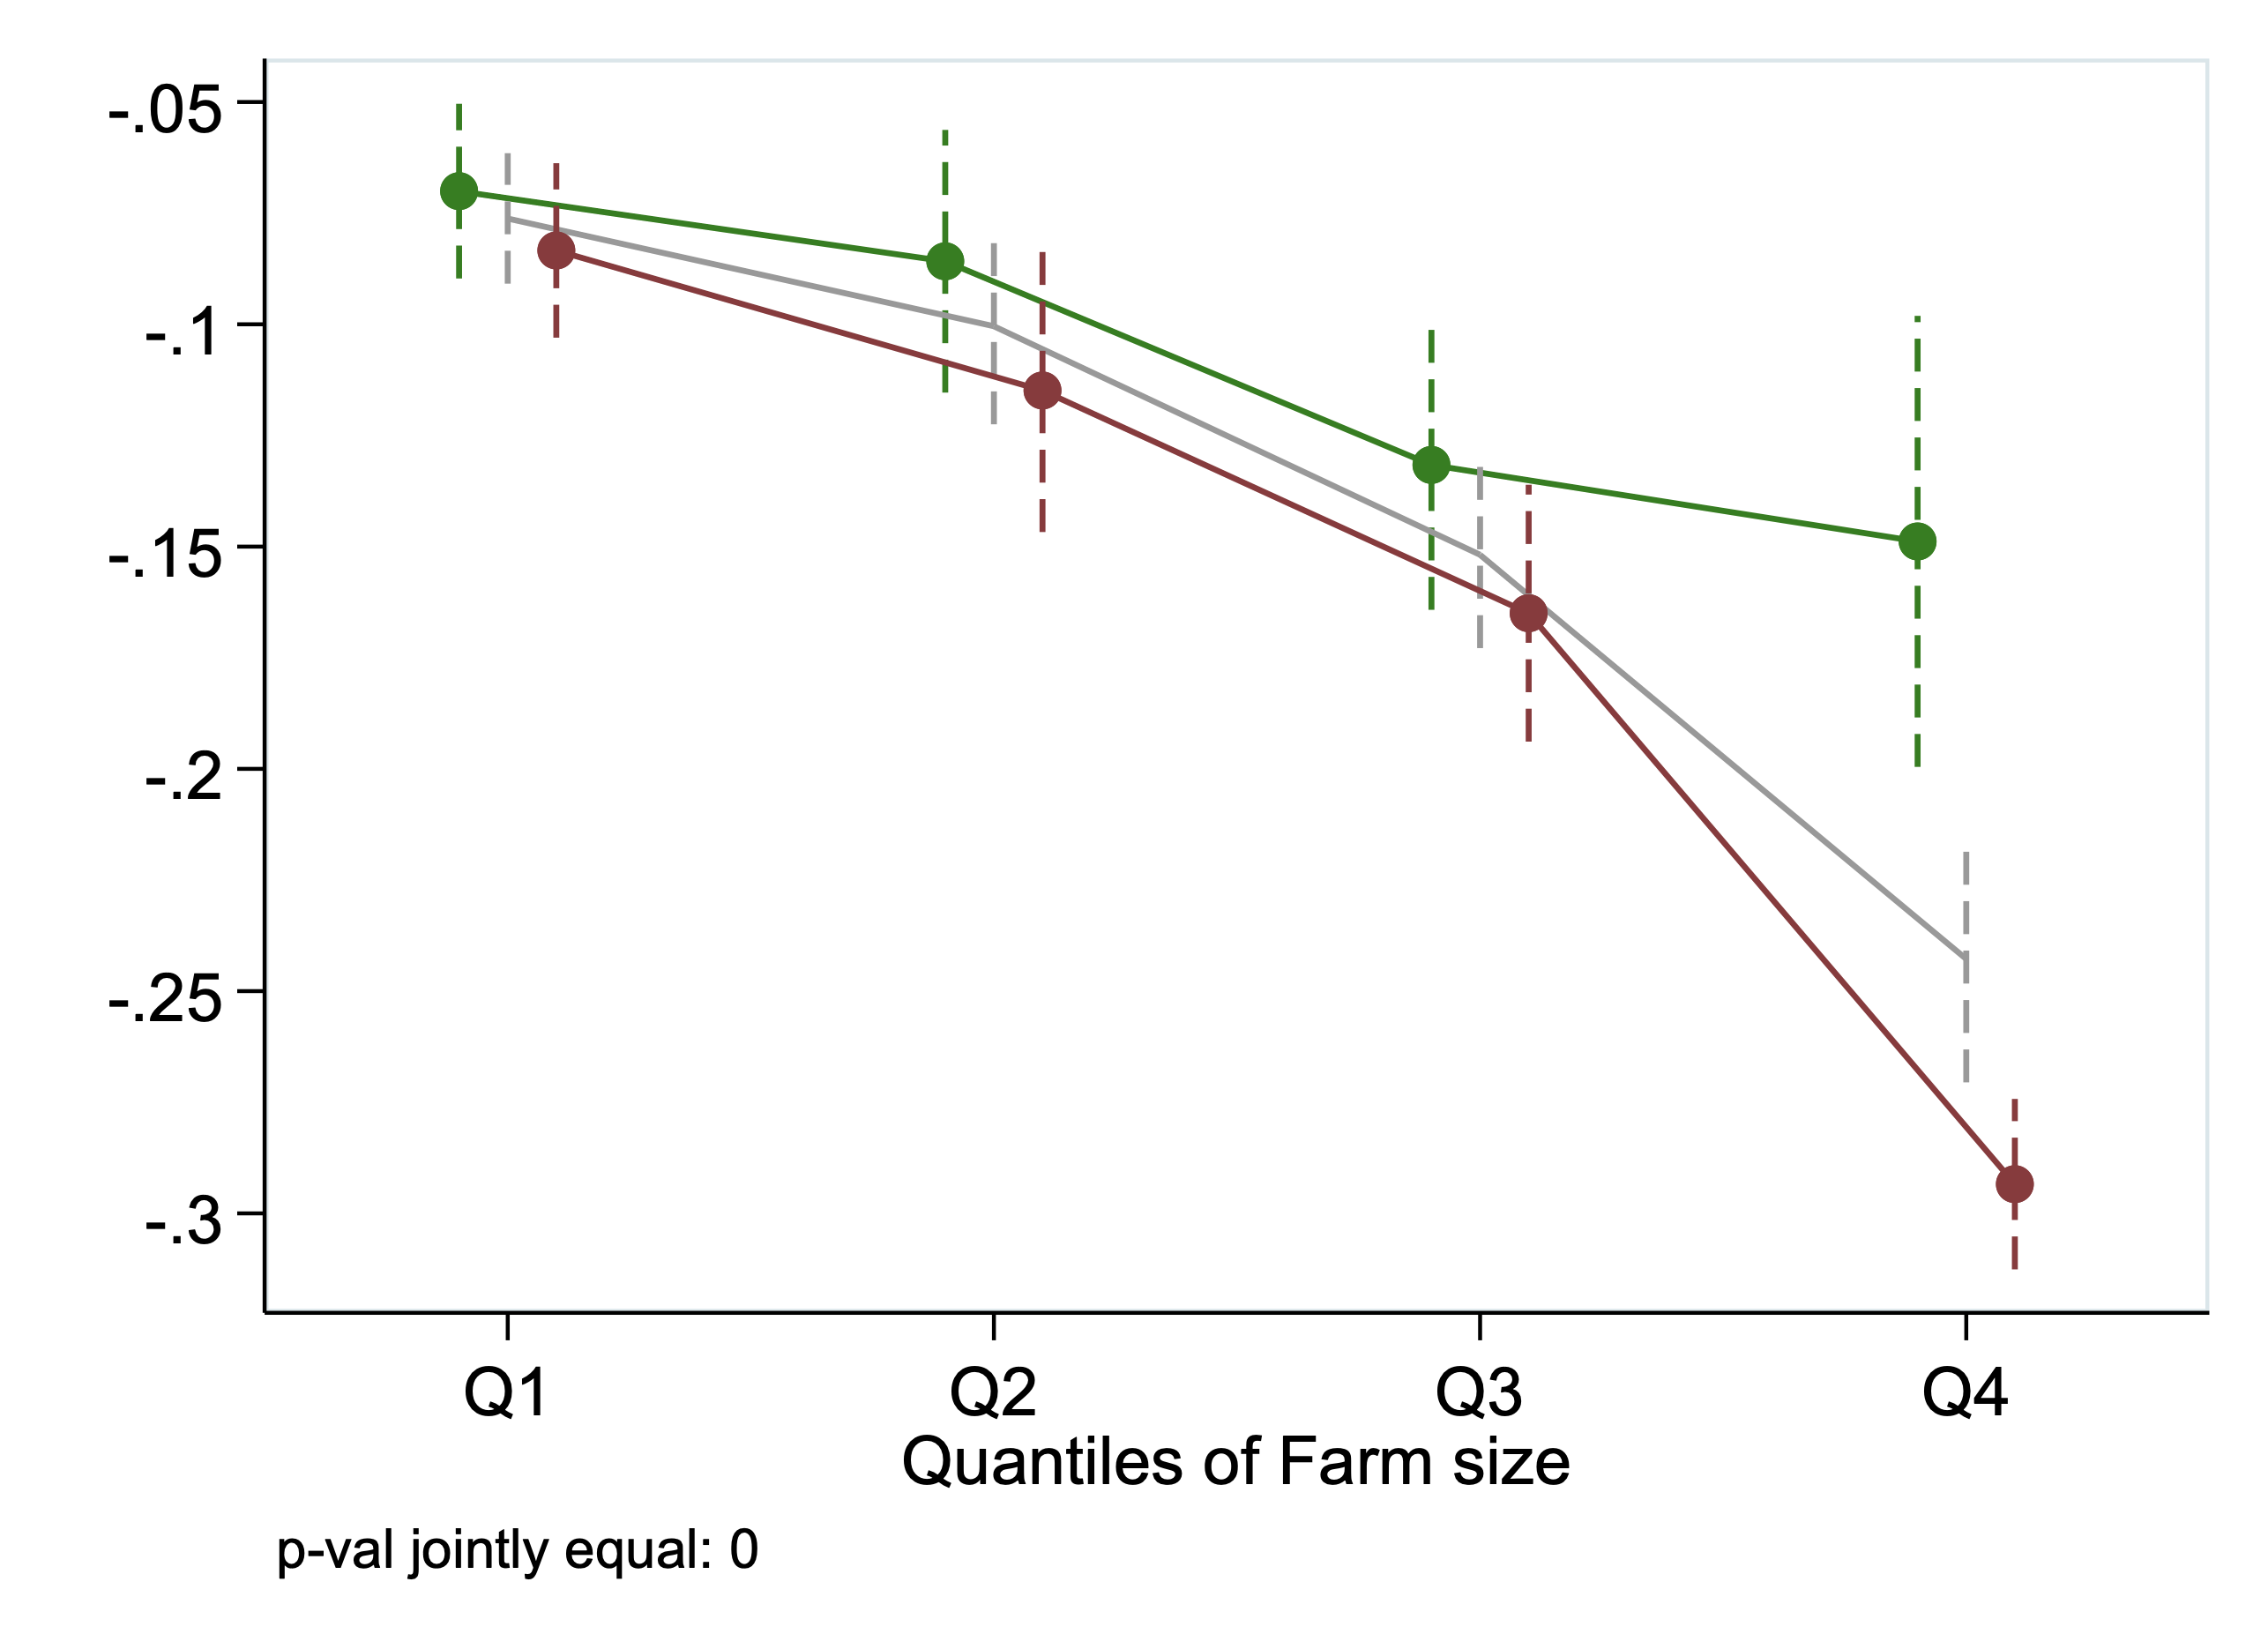 -.05
-.1
-.15
-.2
-.25
-.3
Q1 Q2 Q3 Q4
Quantiles of Farm size
p-val jointly equal: 0